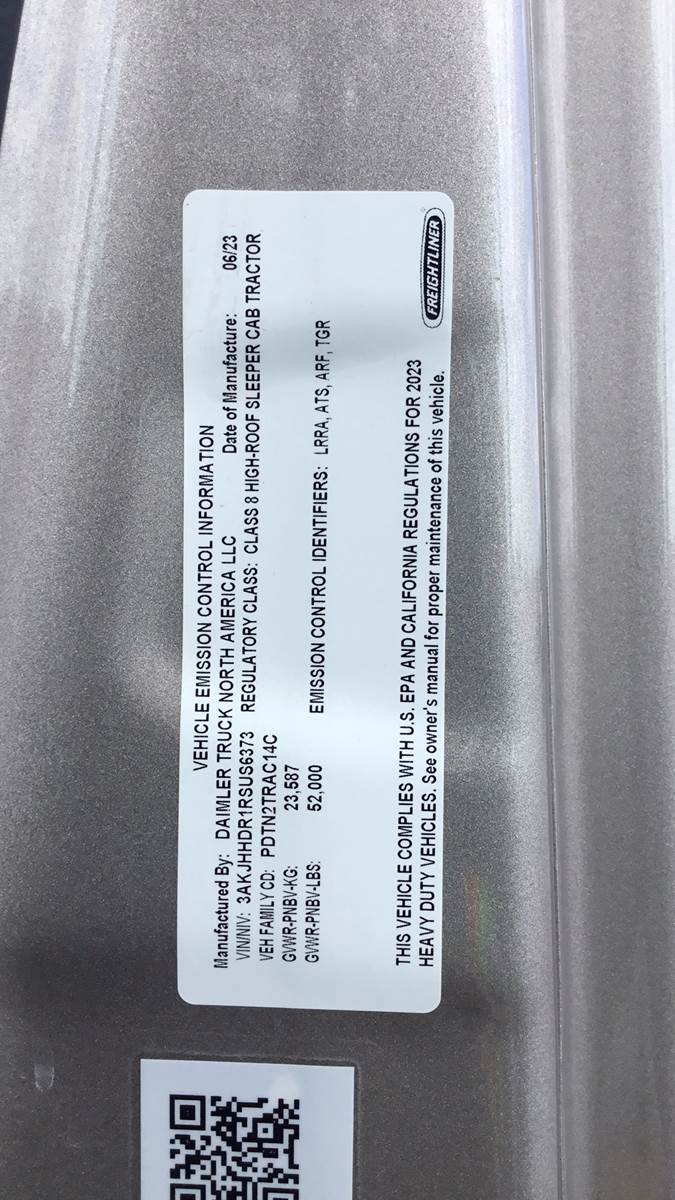 VEHICLE EMISSION CONTROL INFORMATION
Manufactured By: DAIMLER TRUCK NORTH AMERICA LLC Date of Manufacture: 06/23
VIN/NIV: 3AKJHHDR1RSUS6373 REGULATORY CLASS: CLASS 8 HIGH-ROOF SLEEPER CAB TRACTOR
VEH FAMILY CD: PDTN2TRAC14C
GVWR-PNBV-KG: 23,587
GVWR-PNBV-LBS: 52,000 EMISSION CONTROL IDENTIFIERS: LRRA, ATS, ARF, TGR
THIS VEHICLE COMPLIES WITH U.S. EPA AND CALIFORNIA REGULATIONS FOR 2023
HEAVY DUTY VEHICLES. See owner's manual for proper maintenance of this vehicle.
FREIGHTLINER